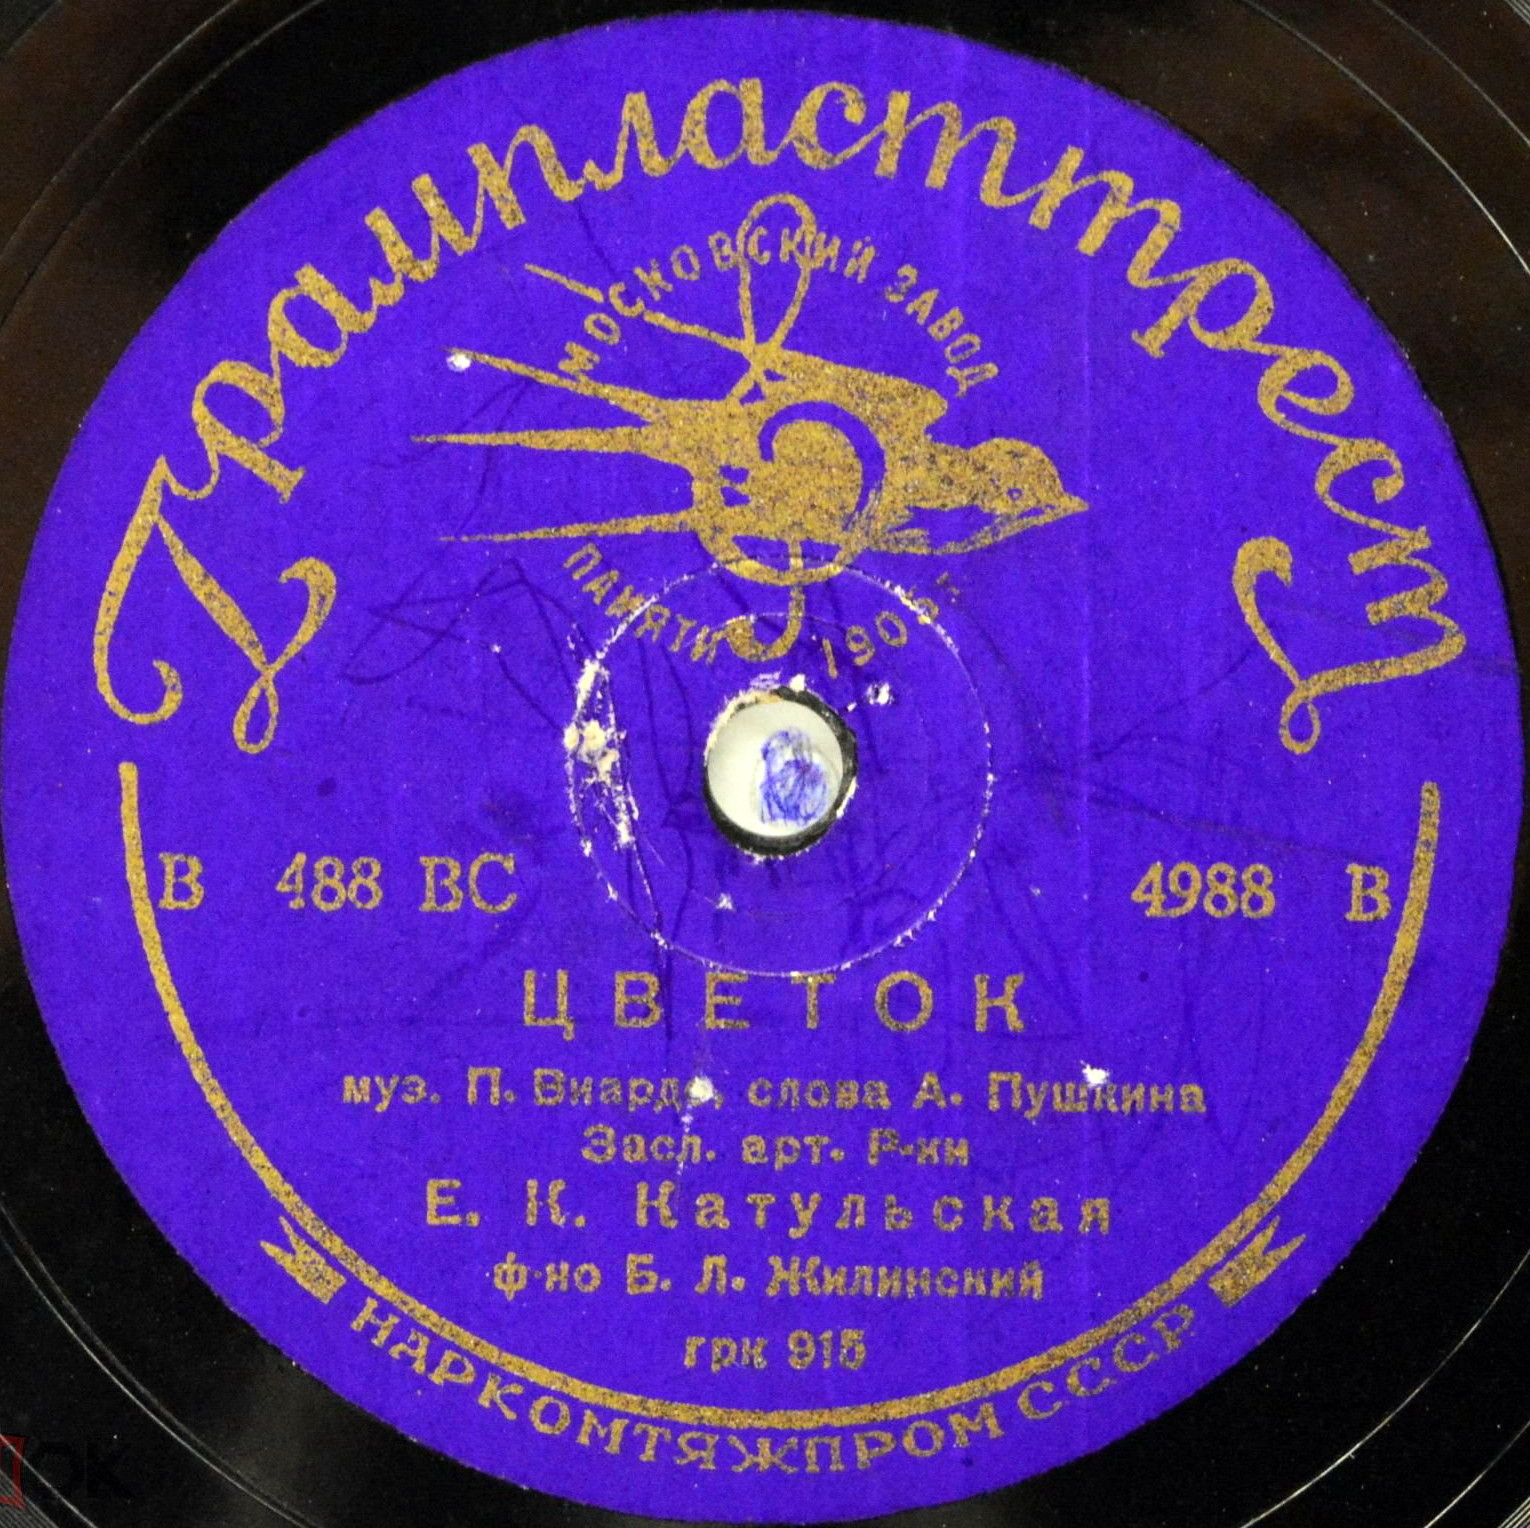 Грампласттрест
МОСКОВСКИЙ ЗАВОД
ПАМЯТИ 1905 г.
В 488 ВС 4988 В
ЦВЕТОК
муз. П. Виардо, слова А. Пушкина
Засл. арт. Р-ки
Е. К. Катульская
ф-но Б. Л. Жилинский
грк 915
НАРКОМТЯЖПРОМ СССР